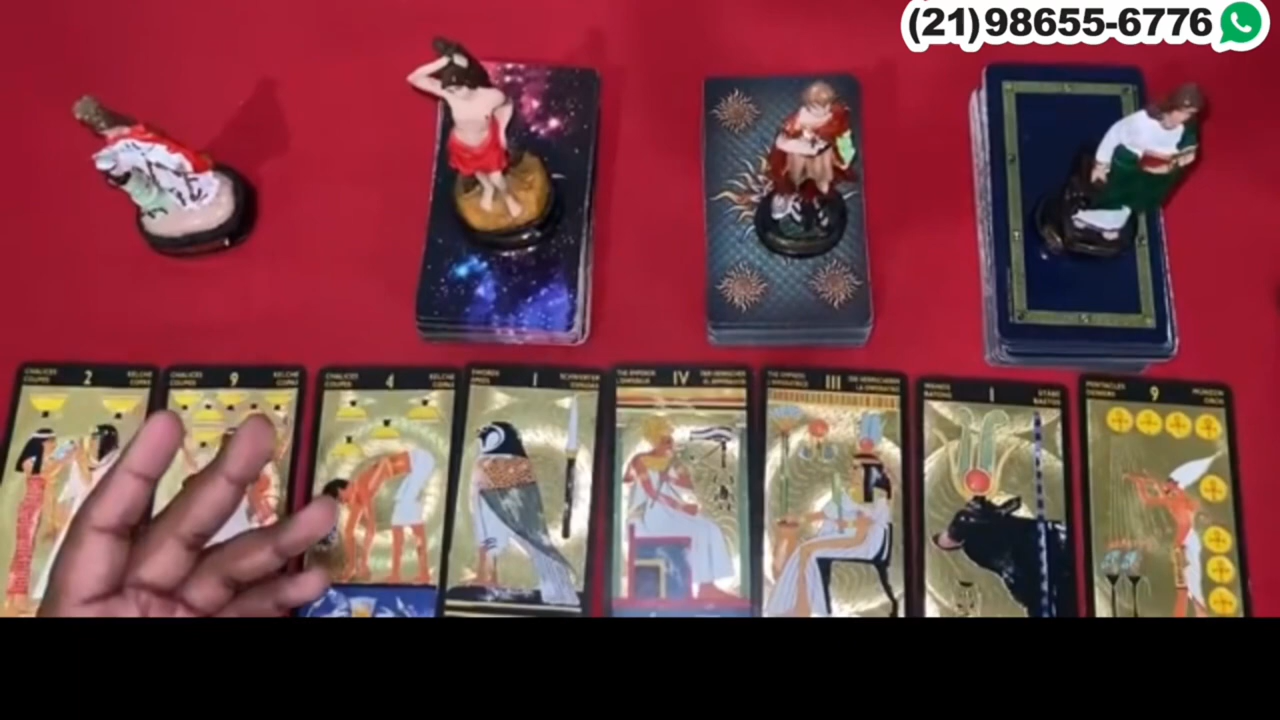 (21)98655-6776
CHALICES 2 KELCHE
COUPES COPAS
CHALICES 9 KELCHE
COUPES COPAS
CHALICES 4 KELCHE
COUPES COPAS
SWORDS I SCHWERTER
EPEES ESPADAS
THE EMPEROR IV DER HERRSCHER
L'EMPEREUR EL EMPERADOR
THE EMPRESS III DIE HERRSCHERIN
L'IMPERATRICE LA EMPERATRIZ
WANDS I STÄBE
BATONS BASTOS
PENTACLES 9 MÜNZEN
DENIERS OROS